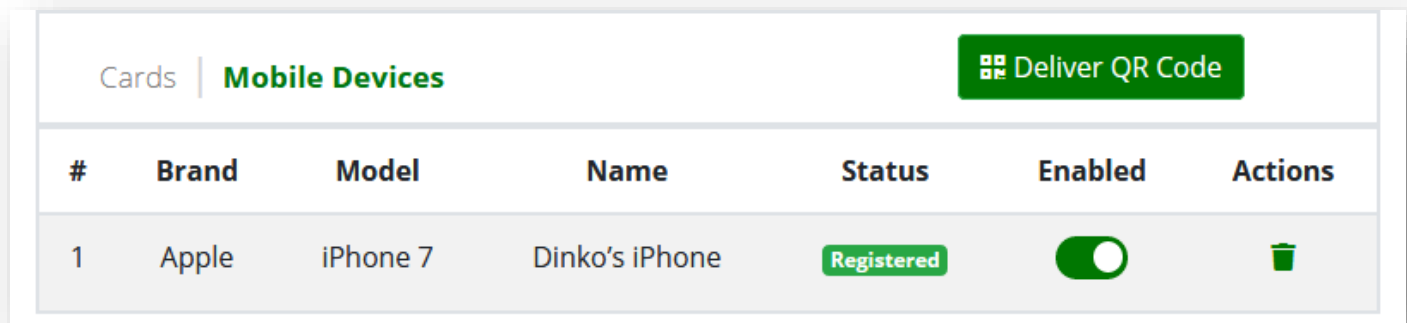 Cards | Mobile Devices Deliver QR Code
# Brand Model Name Status Enabled Actions
1 Apple iPhone 7 Dinko’s iPhone Registered